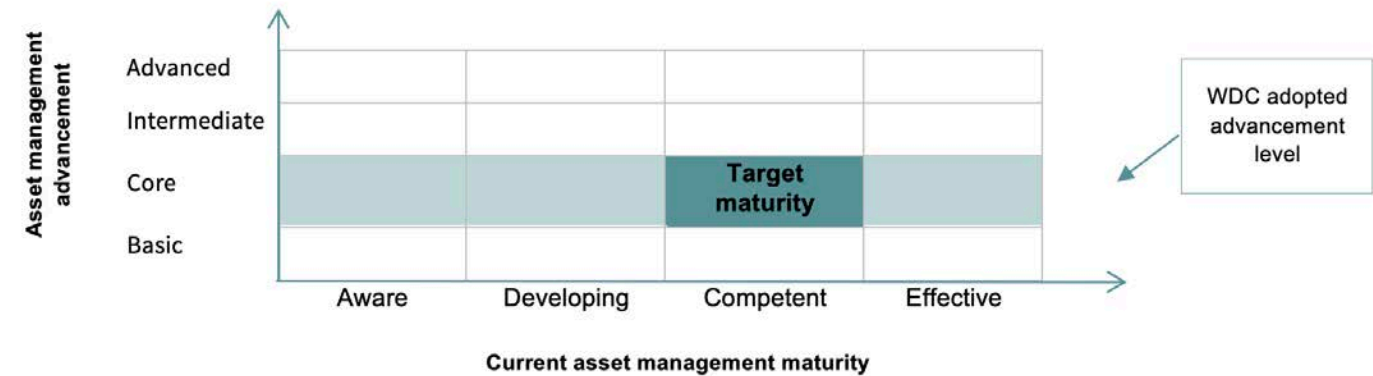 Asset management
advancement
Advanced
Intermediate
Core
Basic
Target
maturity
WDC adopted
advancement
level
Aware
Developing
Competent
Effective
Current asset management maturity